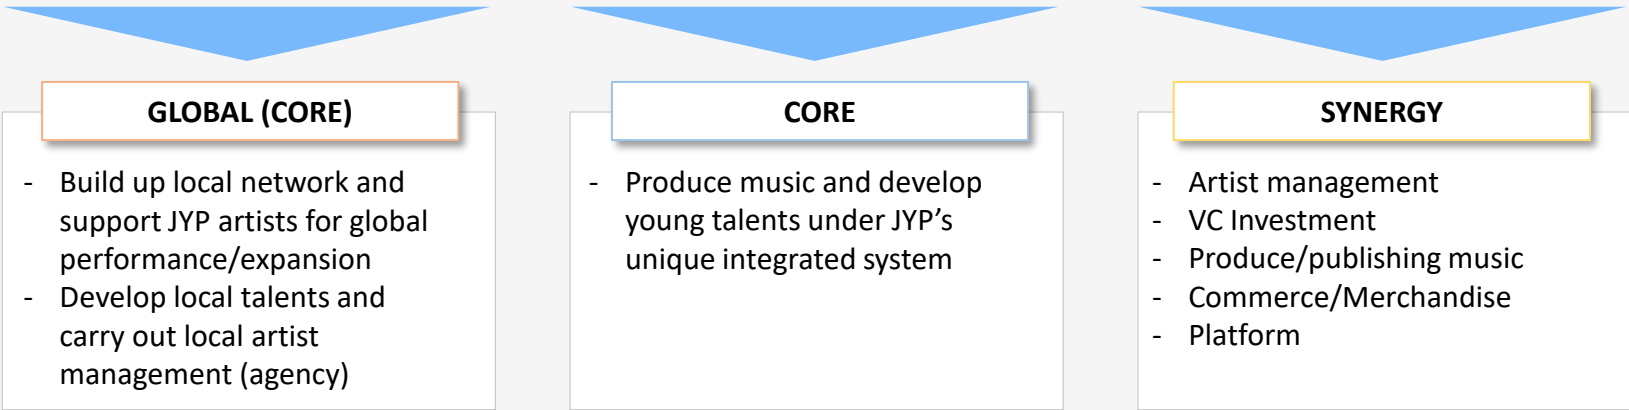 GLOBAL (CORE)
- Build up local network and
support JYP artists for global
performance/expansion
- Develop local talents and
carry out local artist
management (agency)
CORE
- Produce music and develop
young talents under JYP’s
unique integrated system
SYNERGY
- Artist management
- VC Investment
- Produce/publishing music
- Commerce/Merchandise
- Platform